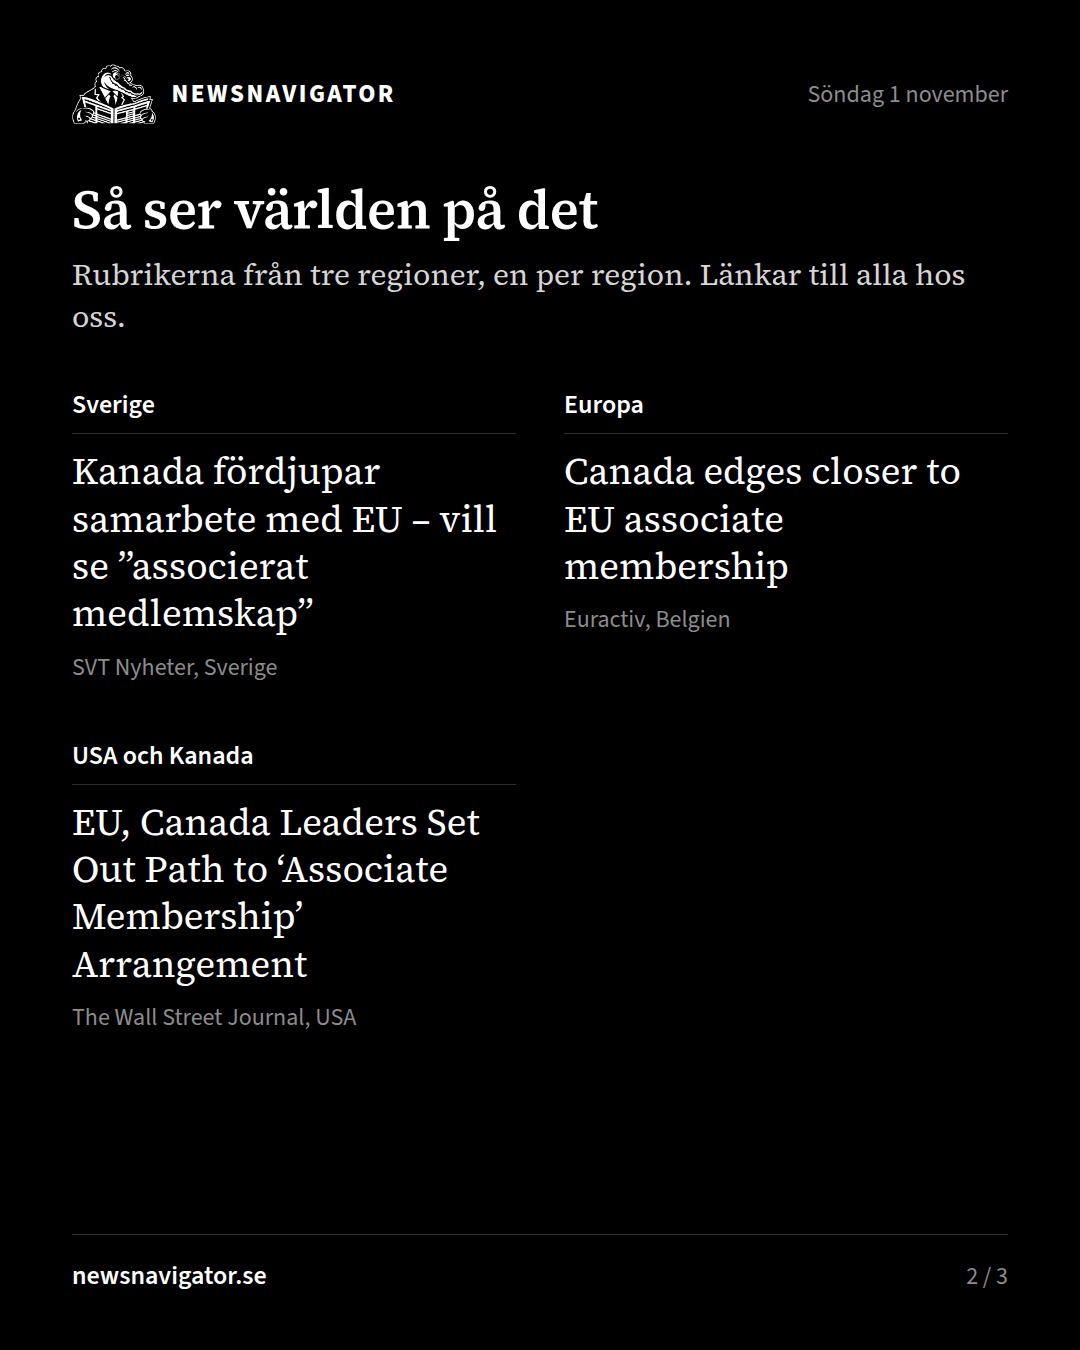 NEWSNAVIGATOR
Söndag 1 november
Så ser världen på det
Rubrikerna från tre regioner, en per region. Länkar till alla hos
oss.
Sverige
Kanada fördjupar
samarbete med EU – vill
se ”associerat
medlemskap”
SVT Nyheter, Sverige
Europa
Canada edges closer to
EU associate
membership
Euractiv, Belgien
USA och Kanada
EU, Canada Leaders Set
Out Path to ‘Associate
Membership’
Arrangement
The Wall Street Journal, USA
newsnavigator.se
2 / 3